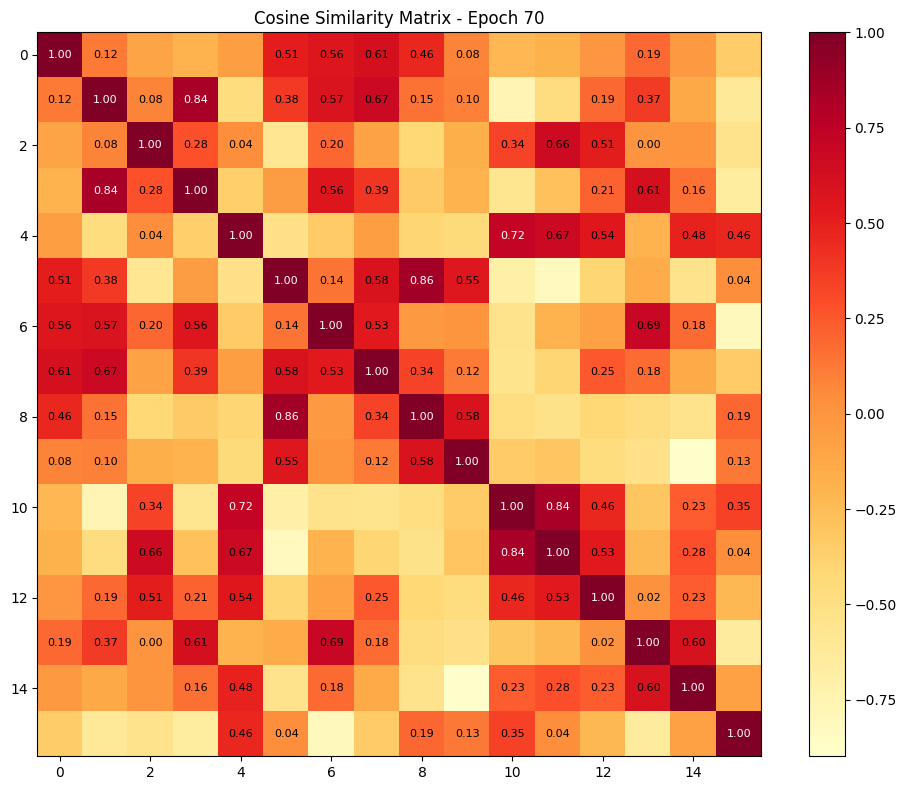 Cosine Similarity Matrix - Epoch 70
0 1.00 0.12 0.51 0.56 0.61 0.46 0.08 0.19
0.12 1.00 0.08 0.84 0.38 0.57 0.67 0.15 0.10 0.19 0.37
2 0.08 1.00 0.28 0.04 0.20 0.34 0.66 0.51 0.00
0.84 0.28 1.00 0.56 0.39 0.21 0.61 0.16
4 0.04 1.00 0.72 0.67 0.54 0.48 0.46
0.51 0.38 1.00 0.14 0.58 0.86 0.55 0.04
6 0.56 0.57 0.20 0.56 0.14 1.00 0.53 0.69 0.18
0.61 0.67 0.39 0.58 0.53 1.00 0.34 0.12 0.25 0.18
8 0.46 0.15 0.86 0.34 1.00 0.58 0.19
0.08 0.10 0.55 0.12 0.58 1.00 0.13
10 0.34 0.72 1.00 0.84 0.46 0.23 0.35
0.66 0.67 0.84 1.00 0.53 0.28 0.04
12 0.19 0.51 0.21 0.54 0.25 0.46 0.53 1.00 0.02 0.23
0.19 0.37 0.00 0.61 0.69 0.18 0.02 1.00 0.60
14 0.16 0.48 0.18 0.23 0.28 0.23 0.60 1.00
0.46 0.04 0.19 0.13 0.35 0.04 1.00
0 2 4 6 8 10 12 14
1.00
0.75
0.50
0.25
0.00
−0.25
−0.50
−0.75